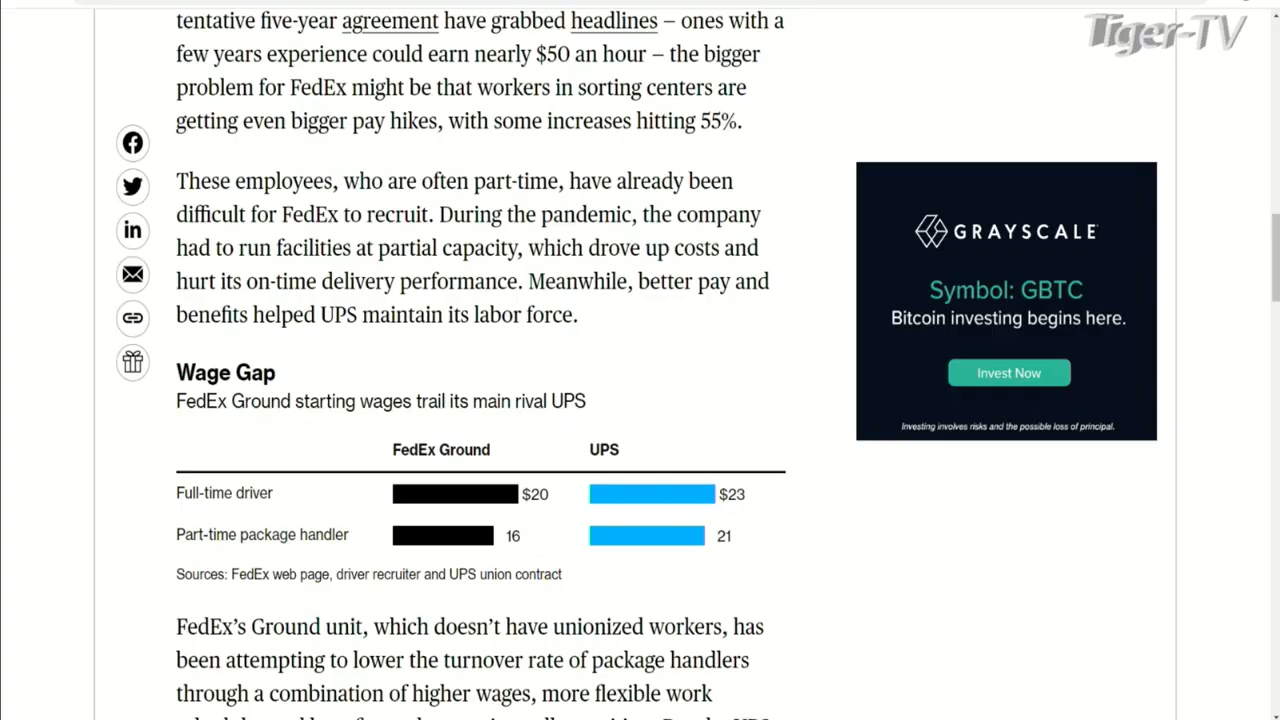 Tiger-TV
tentative five-year agreement have grabbed headlines – ones with a
few years experience could earn nearly $50 an hour – the bigger
problem for FedEx might be that workers in sorting centers are
getting even bigger pay hikes, with some increases hitting 55%.
These employees, who are often part-time, have already been
difficult for FedEx to recruit. During the pandemic, the company
had to run facilities at partial capacity, which drove up costs and
hurt its on-time delivery performance. Meanwhile, better pay and
benefits helped UPS maintain its labor force.
Wage Gap
FedEx Ground starting wages trail its main rival UPS
FedEx Ground UPS
Full-time driver $20 $23
Part-time package handler 16 21
Sources: FedEx web page, driver recruiter and UPS union contract
FedEx's Ground unit, which doesn't have unionized workers, has
been attempting to lower the turnover rate of package handlers
through a combination of higher wages, more flexible work
GRAYSCALE
Symbol: GBTC
Bitcoin investing begins here.
Invest Now
Investing involves risks and the possible loss of principal.